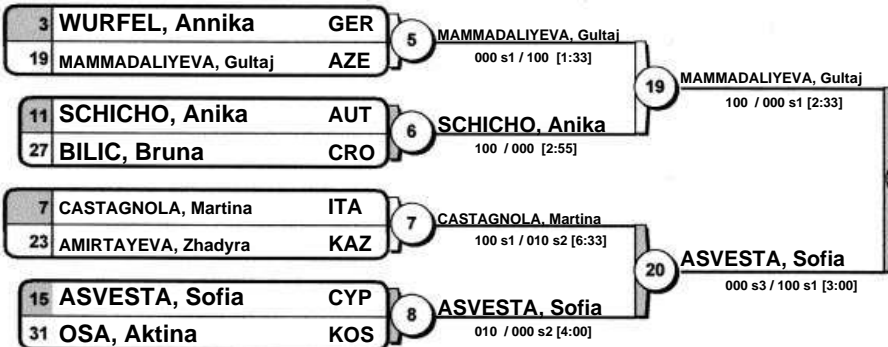 3 WURFEL, Annika GER
19 MAMMADALIYEVA, Gultaj AZE
5
MAMMADALIYEVA, Gultaj
000 s1 / 100 [1:33]
11 SCHICHO, Anika AUT
27 BILIC, Bruna CRO
6
SCHICHO, Anika
100 / 000 [2:55]
19
MAMMADALIYEVA, Gultaj
100 / 000 s1 [2:33]
7 CASTAGNOLA, Martina ITA
23 AMIRTAYEVA, Zhadyra KAZ
7
CASTAGNOLA, Martina
100 s1 / 010 s2 [6:33]
15 ASVESTA, Sofia CYP
31 OSA, Aktina KOS
8
ASVESTA, Sofia
010 / 000 s2 [4:00]
20
ASVESTA, Sofia
000 s3 / 100 s1 [3:00]